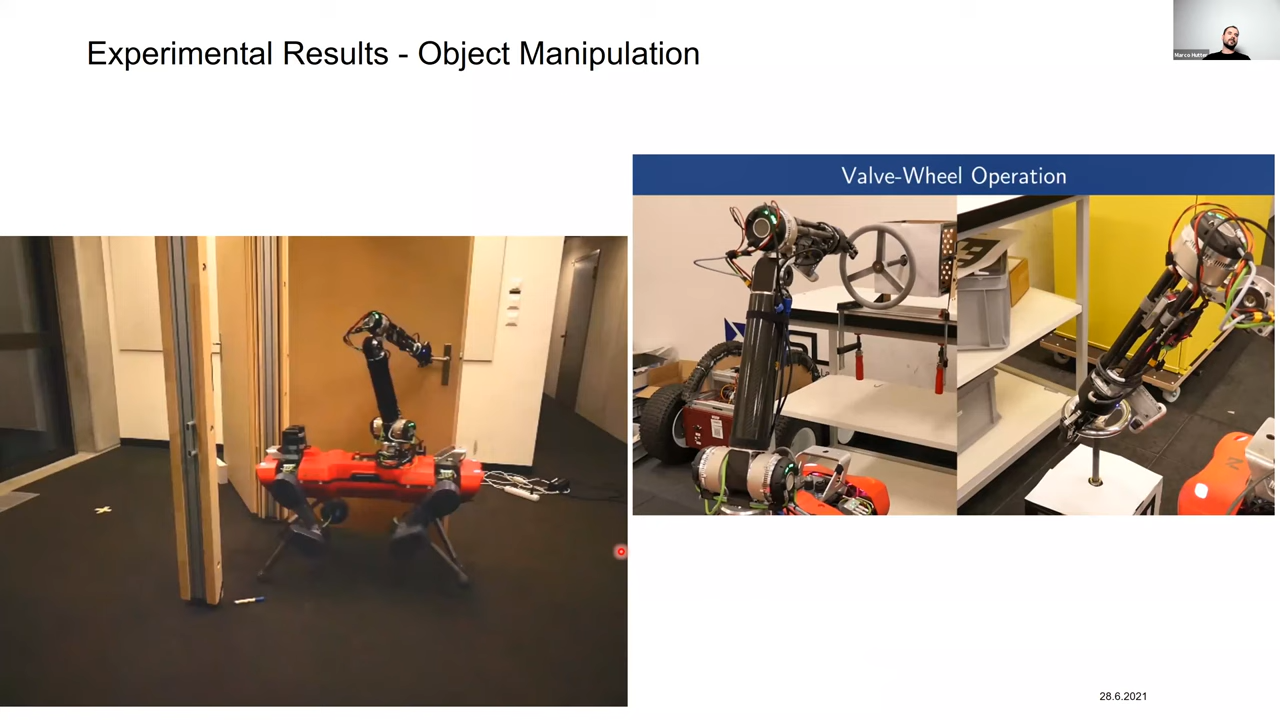 Experimental Results - Object Manipulation
Marco Hutter
Valve-Wheel Operation
28.6.2021